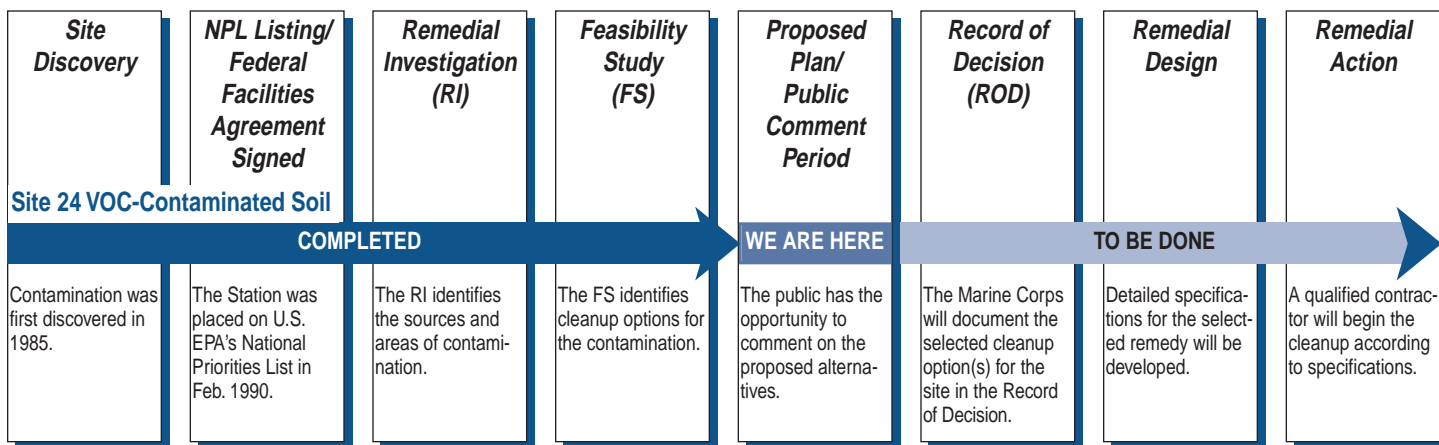 Site
Discovery
NPL Listing/
Federal
Facilities
Agreement
Signed
Remedial
Investigation
(RI)
Feasibility
Study
(FS)
Proposed
Plan/
Public
Comment
Period
Record of
Decision
(ROD)
Remedial
Design
Remedial
Action
Site 24 VOC-Contaminated Soil
COMPLETED
WE ARE HERE
TO BE DONE
Contamination was
first discovered in
1985.
The Station was
placed on U.S.
EPA's National
Priorities List in
Feb. 1990.
The RI identifies
the sources and
areas of contami-
nation.
The FS identifies
cleanup options for
the contamination.
The public has the
opportunity to
comment on the
proposed alterna-
tives.
The Marine Corps
will document the
selected cleanup
option(s) for the
site in the Record
of Decision.
Detailed specifica-
tions for the select-
ed remedy will be
developed.
A qualified contrac-
tor will begin the
cleanup according
to specifications.